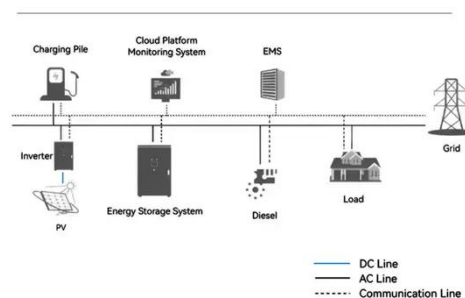 Charging Pile
Cloud Platform
Monitoring System
EMS
Grid
Inverter
PV
Energy Storage System
Diesel
Load
DC Line
AC Line
Communication Line